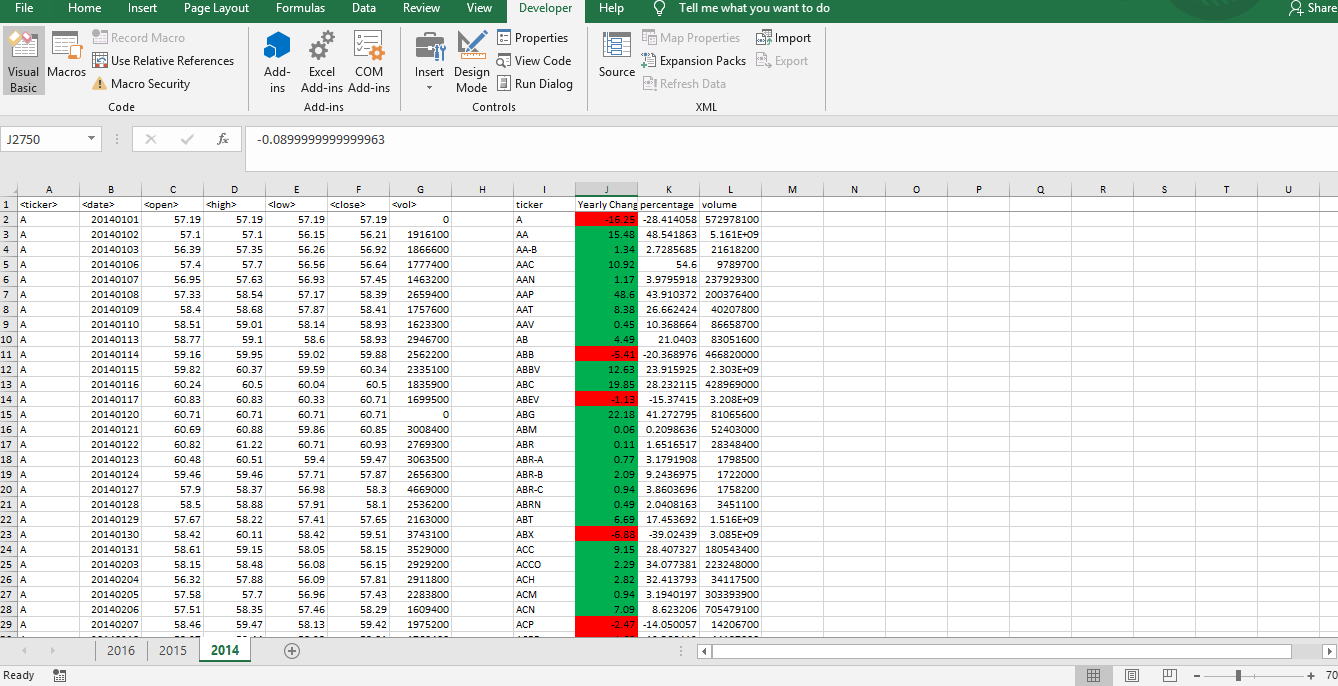 File Home Insert Page Layout Formulas Data Review View Developer Help Tell me what you want to do Share
Visual Basic Macros Record Macro Use Relative References Macro Security Add-ins Excel Add-ins COM Add-ins Insert Design Mode Properties View Code Run Dialog Source Map Properties Expansion Packs Refresh Data Import Export
Code Add-ins Controls XML
J2750 fx -0.0899999999999963
A B C D E F G H I J K L M N O P Q R S T U
1 <ticker> <date> <open> <high> <low> <close> <vol> ticker Yearly Chang percentage volume
2 A 20140101 57.19 57.19 57.19 57.19 0 A -16.25 -28.414058 572978100
3 A 20140102 57.1 57.1 56.15 56.21 1916100 AA 15.48 48.541863 5.161E+09
4 A 20140103 56.39 57.35 56.26 56.92 1866600 AA-B 1.34 2.7285685 21618200
5 A 20140106 57.4 57.7 56.56 56.64 1777400 AAC 10.92 54.6 9789700
6 A 20140107 56.95 57.63 56.93 57.45 1463200 AAN 1.17 3.9795918 237929300
7 A 20140108 57.33 58.54 57.17 58.39 2659400 AAP 48.6 43.910372 200376400
8 A 20140109 58.4 58.68 57.87 58.41 1757600 AAT 8.38 26.662424 40207800
9 A 20140110 58.51 59.01 58.14 58.93 1623300 AAV 0.45 10.368664 86658700
10 A 20140113 58.77 59.1 58.6 58.93 2946700 AB 4.49 21.0403 83051600
11 A 20140114 59.16 59.95 59.02 59.88 2562200 ABB -5.41 -20.368976 466820000
12 A 20140115 59.82 60.37 59.59 60.34 2335100 ABBV 12.63 23.915925 2.303E+09
13 A 20140116 60.24 60.5 60.04 60.5 1835900 ABC 19.85 28.232115 428969000
14 A 20140117 60.83 60.83 60.33 60.71 1699500 ABEV -1.13 -15.37415 3.208E+09
15 A 20140120 60.71 60.71 60.71 60.71 0 ABG 22.18 41.272795 81065600
16 A 20140121 60.69 60.88 59.86 60.85 3008400 ABM 0.06 0.2098636 52403000
17 A 20140122 60.82 61.22 60.71 60.93 2769300 ABR 0.11 1.6516517 28348400
18 A 20140123 60.48 60.51 59.4 59.47 3063500 ABR-A 0.77 3.1791908 1798500
19 A 20140124 59.46 59.46 57.71 57.87 2656300 ABR-B 2.09 9.2436975 1722000
20 A 20140127 57.9 58.37 56.98 58.3 4669000 ABR-C 0.94 3.8603696 1758200
21 A 20140128 58.5 58.88 57.91 58.1 2536200 ABRN 0.49 2.0408163 3451100
22 A 20140129 57.67 58.22 57.41 57.65 2163000 ABT 6.69 17.453692 1.516E+09
23 A 20140130 58.42 60.11 58.42 59.51 3743100 ABX -6.88 -39.02439 3.085E+09
24 A 20140131 58.61 59.15 58.05 58.15 3529000 ACC 9.15 28.407327 180543400
25 A 20140203 58.15 58.48 56.08 56.15 2929200 ACCO 2.29 34.077381 223248000
26 A 20140204 56.32 57.88 56.09 57.81 2911800 ACH 2.82 32.413793 34117500
27 A 20140205 57.58 57.7 56.96 57.43 2283800 ACM 0.94 3.1940197 303393900
28 A 20140206 57.51 58.35 57.46 58.29 1609400 ACN 7.09 8.623206 705479100
29 A 20140207 58.46 59.47 58.13 59.42 1975200 ACP -2.47 -14.050057 14206700
2016 2015 2014
Ready 70